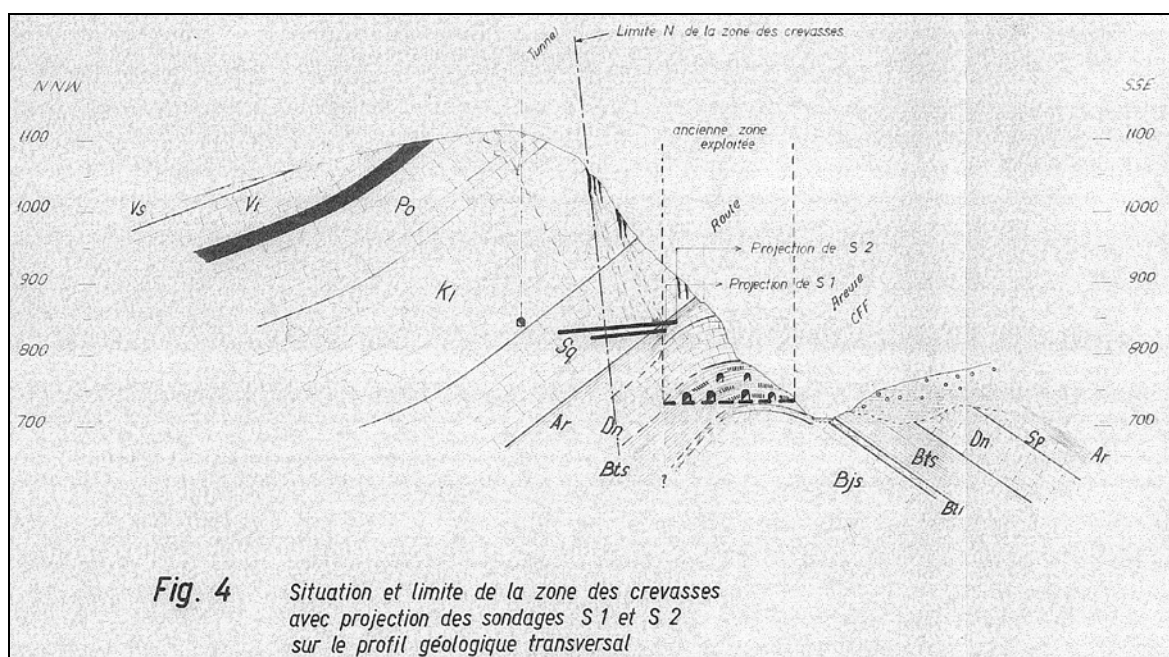 Tunnel
Limite N de la zone des crevasses
NNW
SSE
1100
1100
ancienne zone
exploitée
1000
1000
Vs
Vi
Po
Route
Projection de S 2
900
900
Projection de S 1
Ki
Areuse
CFF
800
800
Sq
700
700
Ar
Dn
Bts
?
Bjs
Bts
Dn
Sp
Ar
Bti
Fig. 4
Situation et limite de la zone des crevasses
avec projection des sondages S 1 et S 2
sur le profil géologique transversal